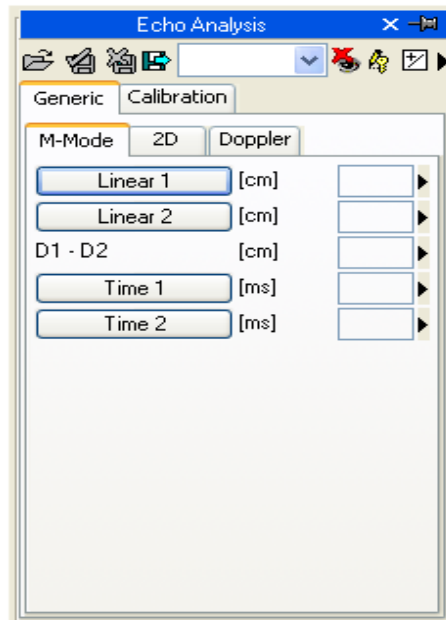 Echo Analysis
Generic Calibration
M-Mode 2D Doppler
Linear 1 [cm]
Linear 2 [cm]
D1 - D2 [cm]
Time 1 [ms]
Time 2 [ms]